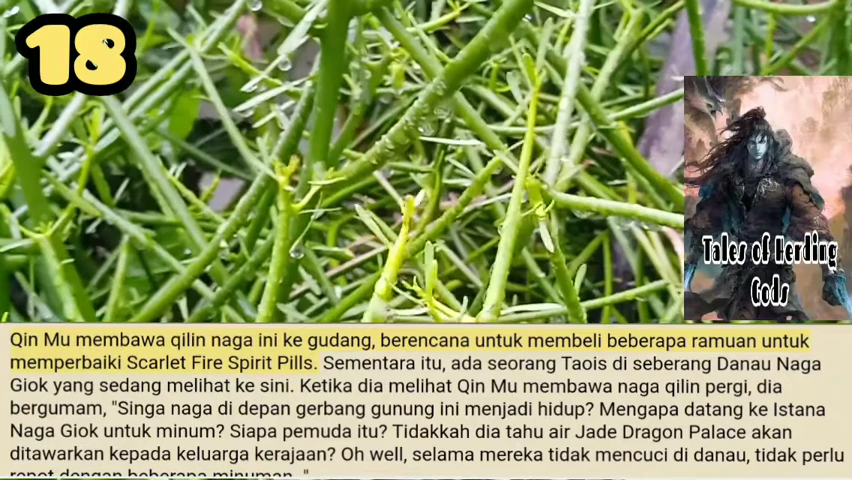 18
Tales of Herding
Gods
Qin Mu membawa qilin naga ini ke gudang, berencana untuk membeli beberapa ramuan untuk
memperbaiki Scarlet Fire Spirit Pills. Sementara itu, ada seorang Taois di seberang Danau Naga
Giok yang sedang melihat ke sini. Ketika dia melihat Qin Mu membawa naga qilin pergi, dia
bergumam, "Singa naga di depan gerbang gunung ini menjadi hidup? Mengapa datang ke Istana
Naga Giok untuk minum? Siapa pemuda itu? Tidakkah dia tahu air Jade Dragon Palace akan
ditawarkan kepada keluarga kerajaan? Oh well, selama mereka tidak mencuci di danau, tidak perlu
repot dengan beberapa minuman. "